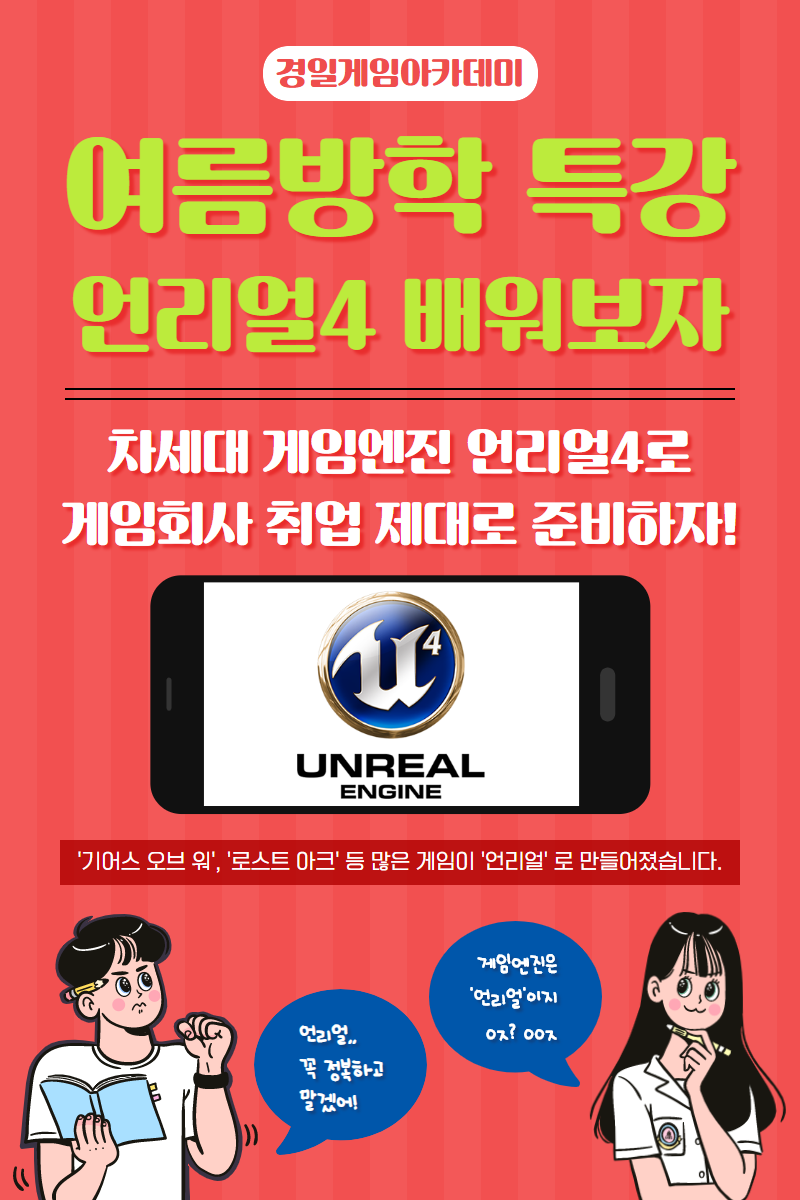 경일게임아카데미
여름방학 특강
언리얼4 배워보자
차세대 게임엔진 언리얼4로
게임회사 취업 제대로 준비하자!
4
UNREAL
ENGINE
'기어스 오브 워', '로스트 아크' 등 많은 게임이 '언리얼' 로 만들어졌습니다.
게임엔진은
'언리얼'이지
ㅇㅈ? ㅇㅇㅈ
언리얼,,
꼭 정복하고
말겠어!